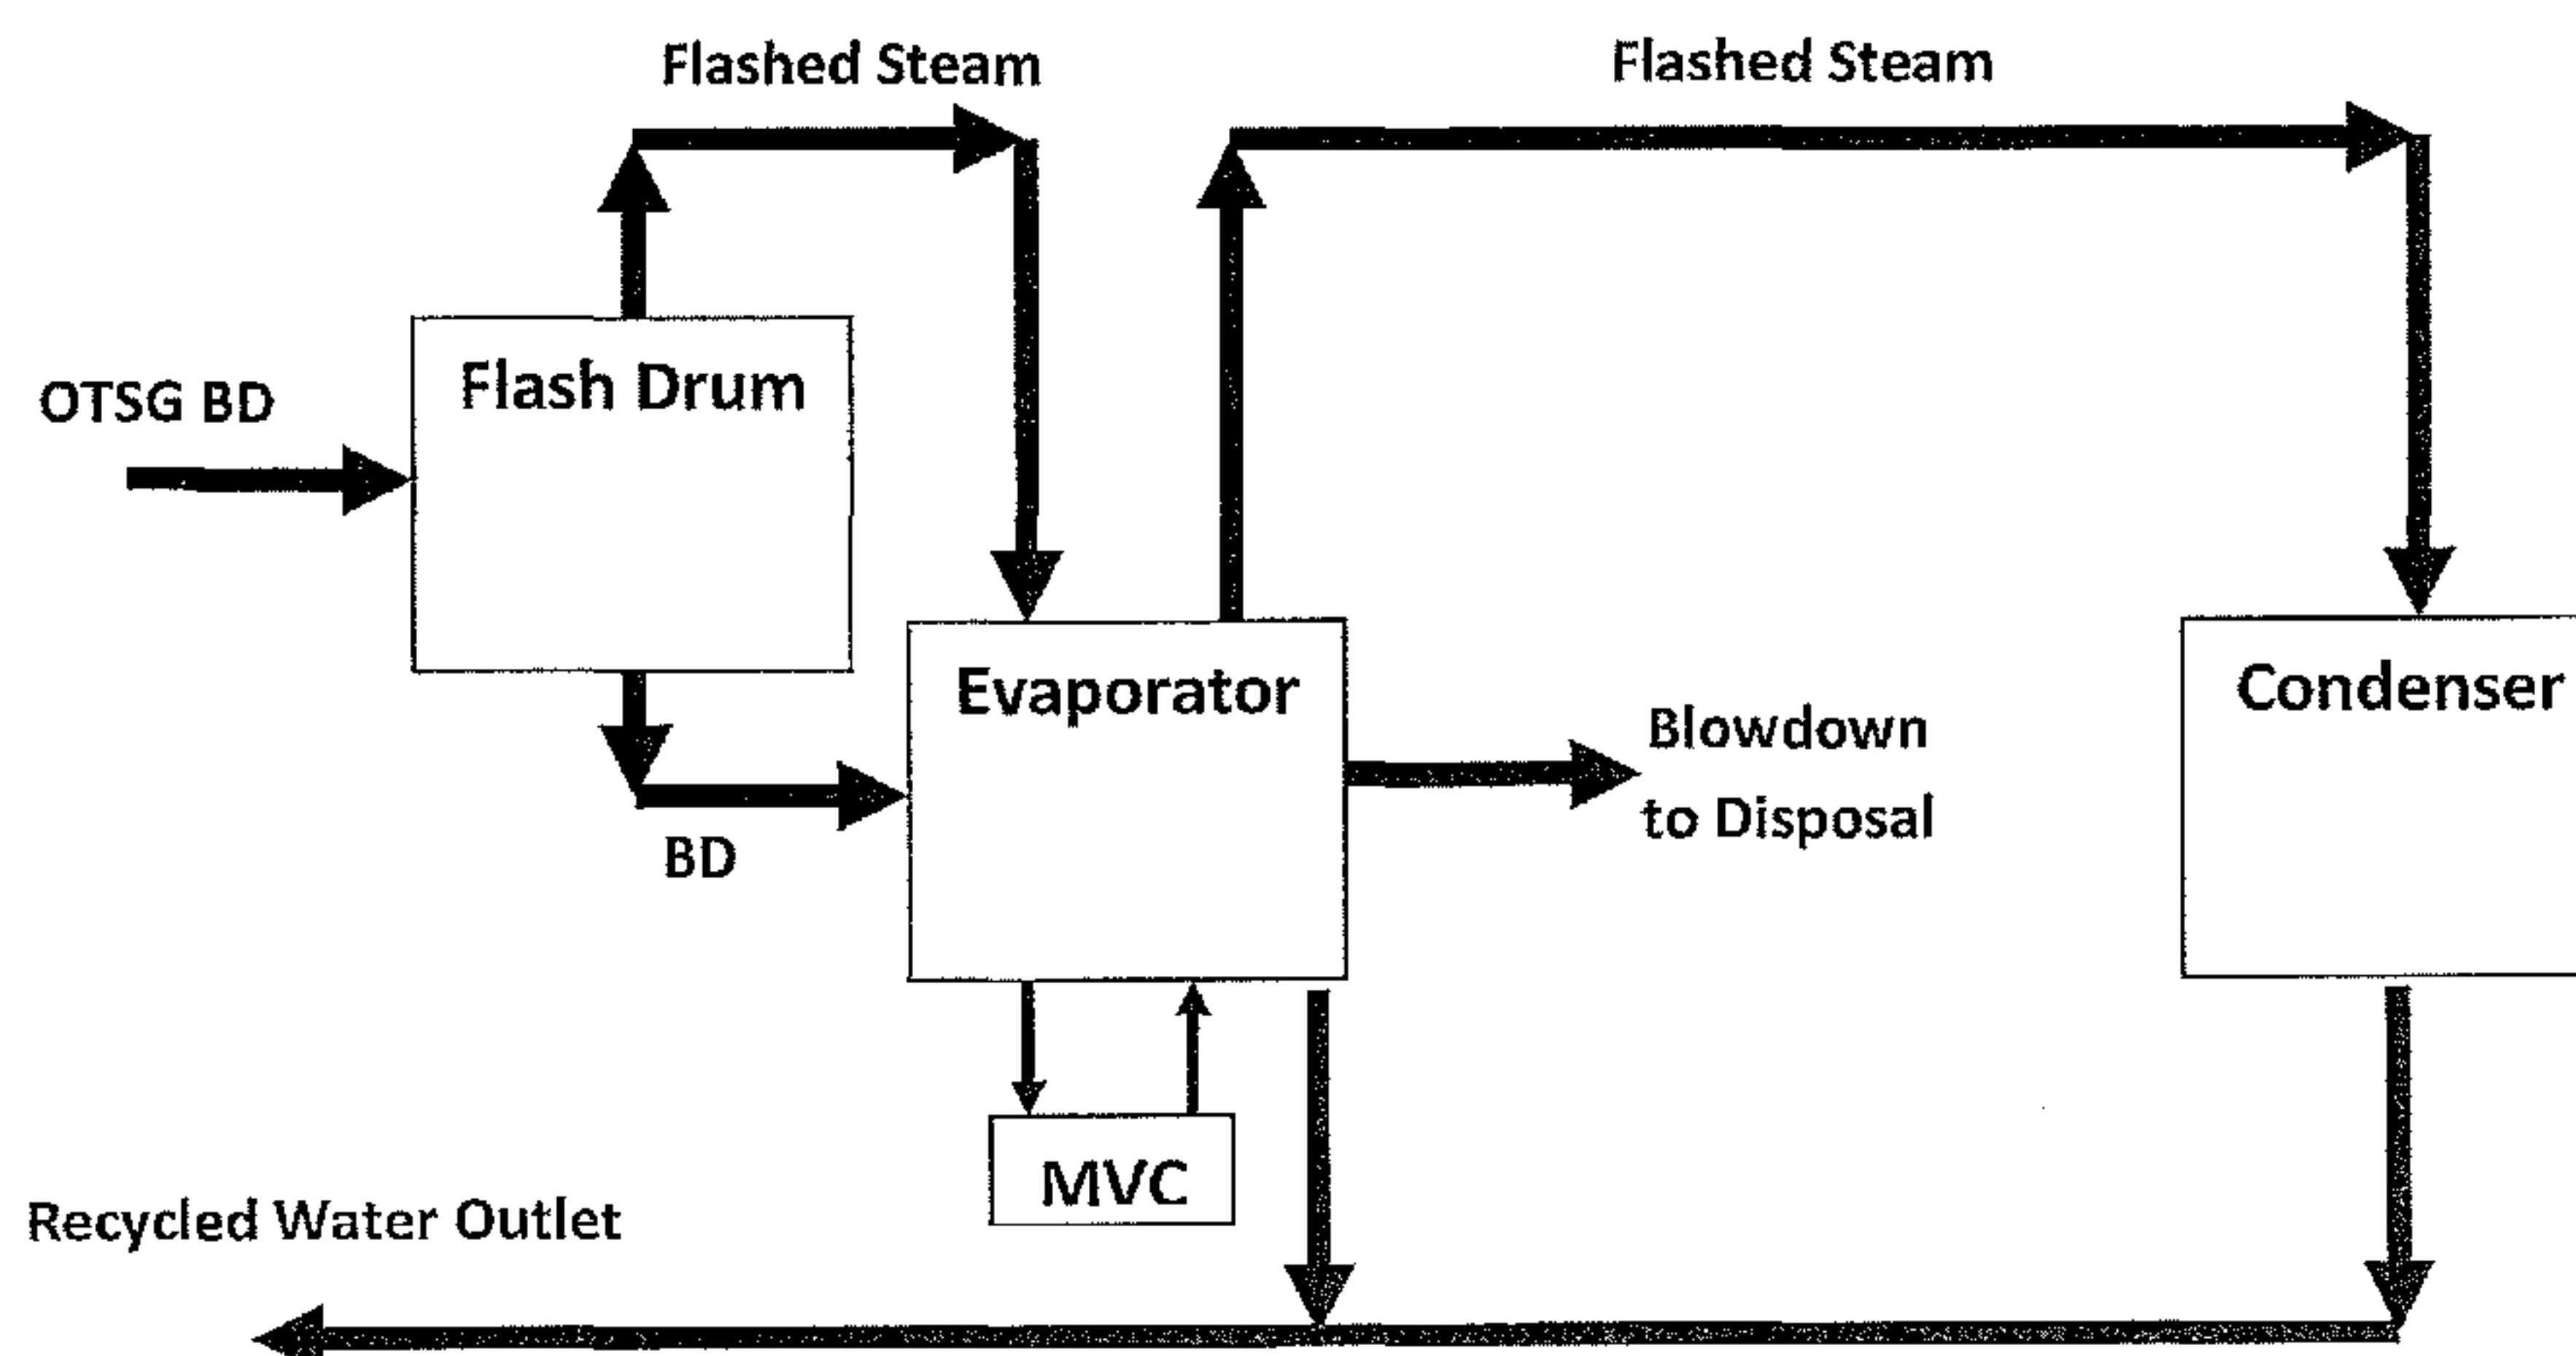 Flashed Steam
Flashed Steam
OTSG BD
Flash Drum
Evaporator
Condenser
Blowdown
to Disposal
BD
MVC
Recycled Water Outlet